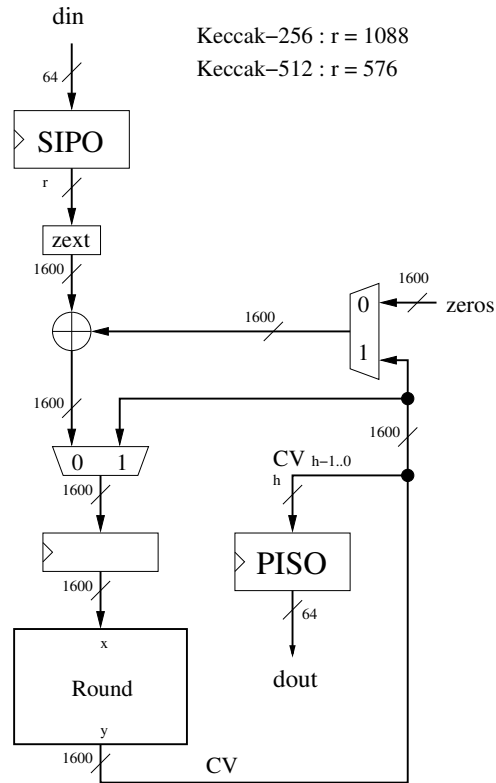 din
Keccak−256 : r = 1088
Keccak−512 : r = 576
64
SIPO
r
zext
1600
1600
0
zeros
1600
1
1600
1600
0 1
CV h−1..0
1600
h
PISO
1600
64
x
Round
dout
y
1600
CV